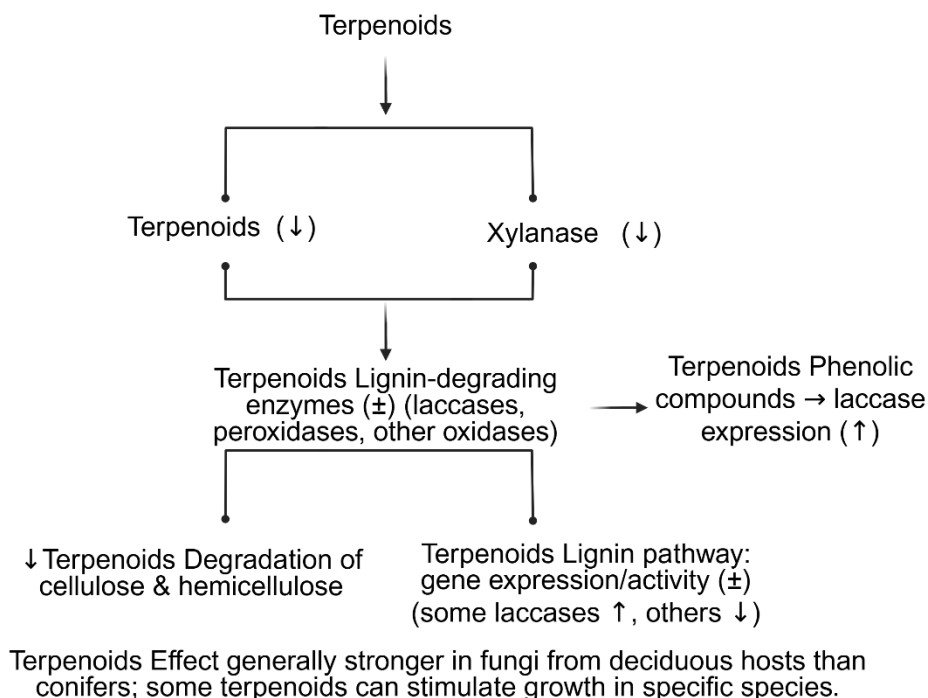 Terpenoids
Terpenoids (↓)
Xylanase (↓)
Terpenoids Lignin-degrading
enzymes (±) (laccases,
peroxidases, other oxidases)
Terpenoids Phenolic
compounds → laccase
expression (↑)
↓Terpenoids Degradation of
cellulose & hemicellulose
Terpenoids Lignin pathway:
gene expression/activity (±)
(some laccases ↑, others ↓)
Terpenoids Effect generally stronger in fungi from deciduous hosts than
conifers; some terpenoids can stimulate growth in specific species.